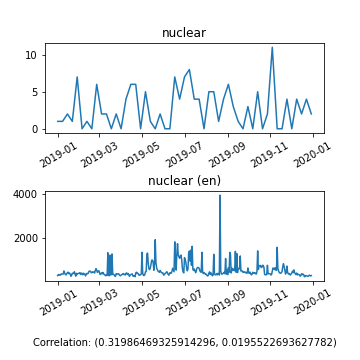 nuclear
10
5
0
2019-01 2019-03 2019-05 2019-07 2019-09 2019-11 2020-01
nuclear (en)
4000
2000
2019-01 2019-03 2019-05 2019-07 2019-09 2019-11 2020-01
Correlation: (0.31986469325914296, 0.0195522693627782)